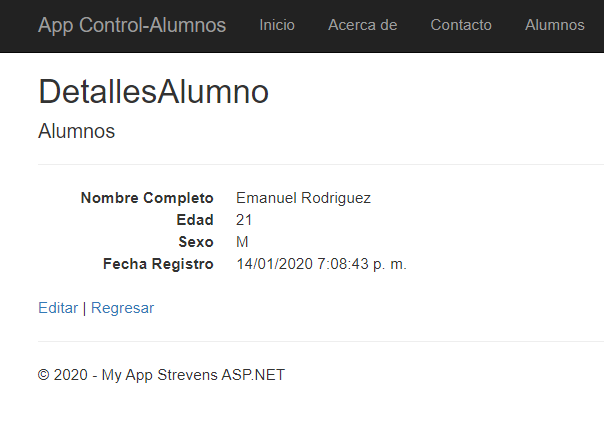 App Control-Alumnos Inicio Acerca de Contacto Alumnos
DetallesAlumno
Alumnos
Nombre Completo Emanuel Rodriguez
Edad 21
Sexo M
Fecha Registro 14/01/2020 7:08:43 p. m.
Editar | Regresar
© 2020 - My App Strevens ASP.NET